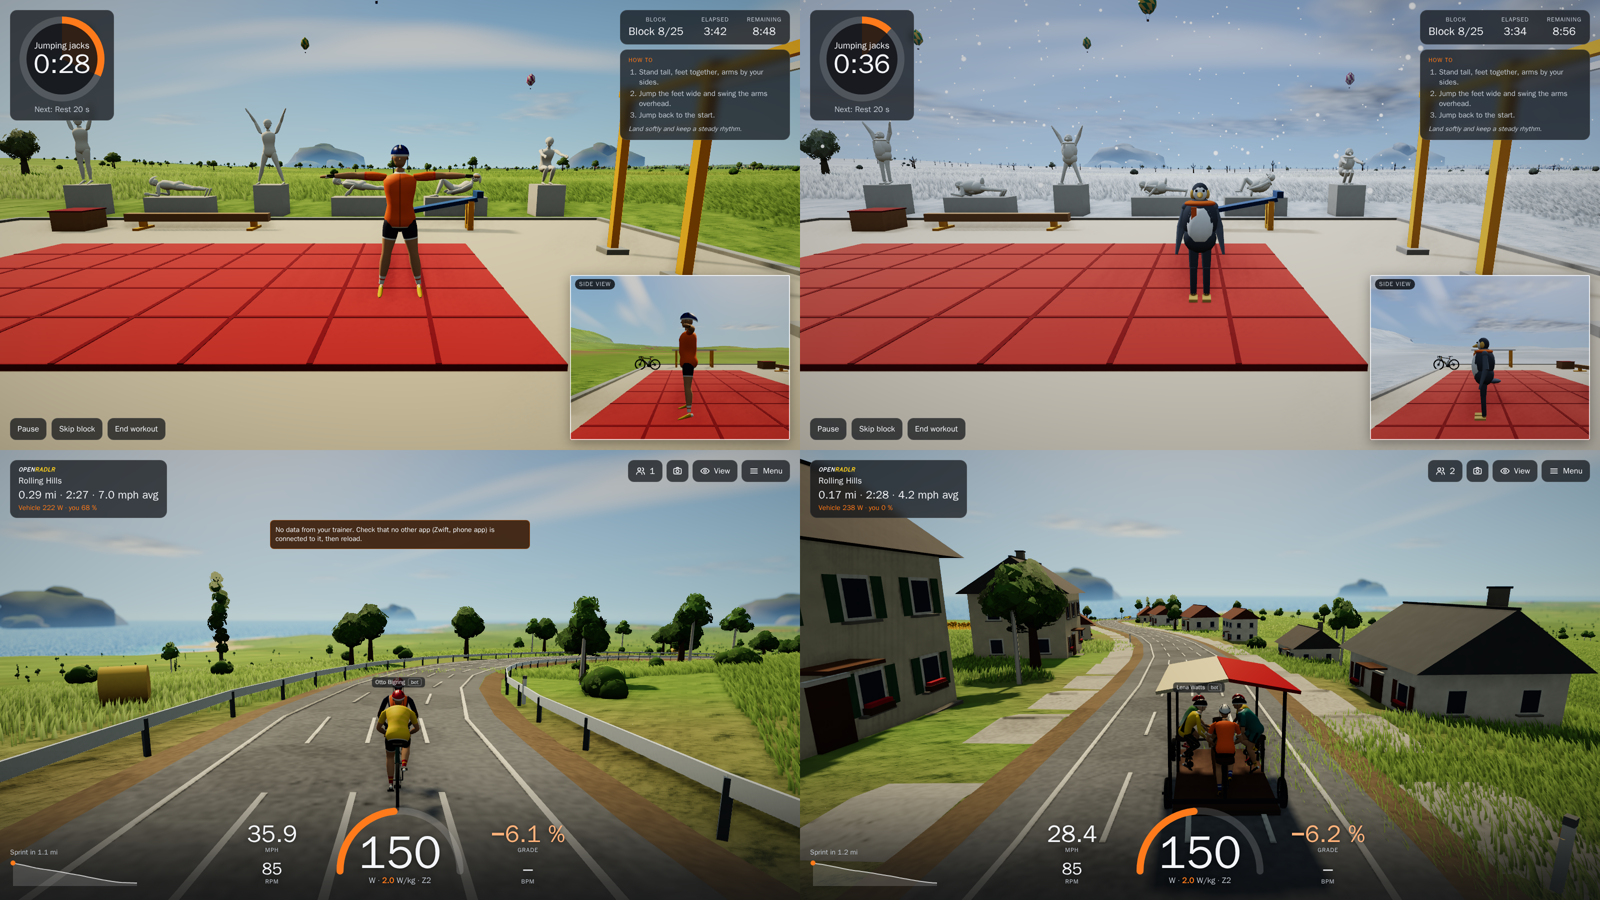 Jumping jacks
0:28
Next: Rest 20 s
BLOCK ELAPSED REMAINING
Block 8/25 3:42 8:48
HOW TO
1. Stand tall, feet together, arms by your
sides.
2. Jump the feet wide and swing the arms
overhead.
3. Jump back to the start.
Land softly and keep a steady rhythm.
SIDE VIEW
Pause Skip block End workout
Jumping jacks
0:36
Next: Rest 20 s
BLOCK ELAPSED REMAINING
Block 8/25 3:34 8:56
HOW TO
1. Stand tall, feet together, arms by your
sides.
2. Jump the feet wide and swing the arms
overhead.
3. Jump back to the start.
Land softly and keep a steady rhythm.
SIDE VIEW
Pause Skip block End workout
OPENRADLR
Rolling Hills
0.29 mi · 2:27 · 7.0 mph avg
Vehicle 222 W · you 68 %
1 View Menu
No data from your trainer. Check that no other app (Zwift, phone app) is
connected to it, then reload.
bot
Sprint in 1.1 mi
35.9
MPH
85
RPM
150
W · 2.0 W/kg · Z2
−6.1 %
GRADE
–
BPM
OPENRADLR
Rolling Hills
0.17 mi · 2:28 · 4.2 mph avg
Vehicle 238 W · you 0 %
2 View Menu
Lena Watts bot
Sprint in 1.2 mi
28.4
MPH
85
RPM
150
W · 2.0 W/kg · Z2
−6.2 %
GRADE
–
BPM